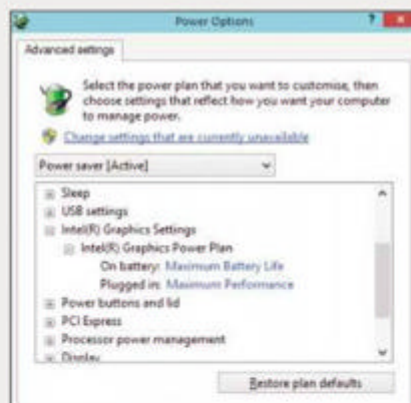 Power Options
Advanced settings
Select the power plan that you want to customise, then
choose settings that reflect how you want your computer
to manage power.
Change settings that are currently unavailable
Power saver [Active]
Sleep
USB settings
Intel(R) Graphics Settings
Intel(R) Graphics Power Plan
On battery: Maximum Battery Life
Plugged in: Maximum Performance
Power buttons and lid
PCI Express
Processor power management
Display
Restore plan defaults